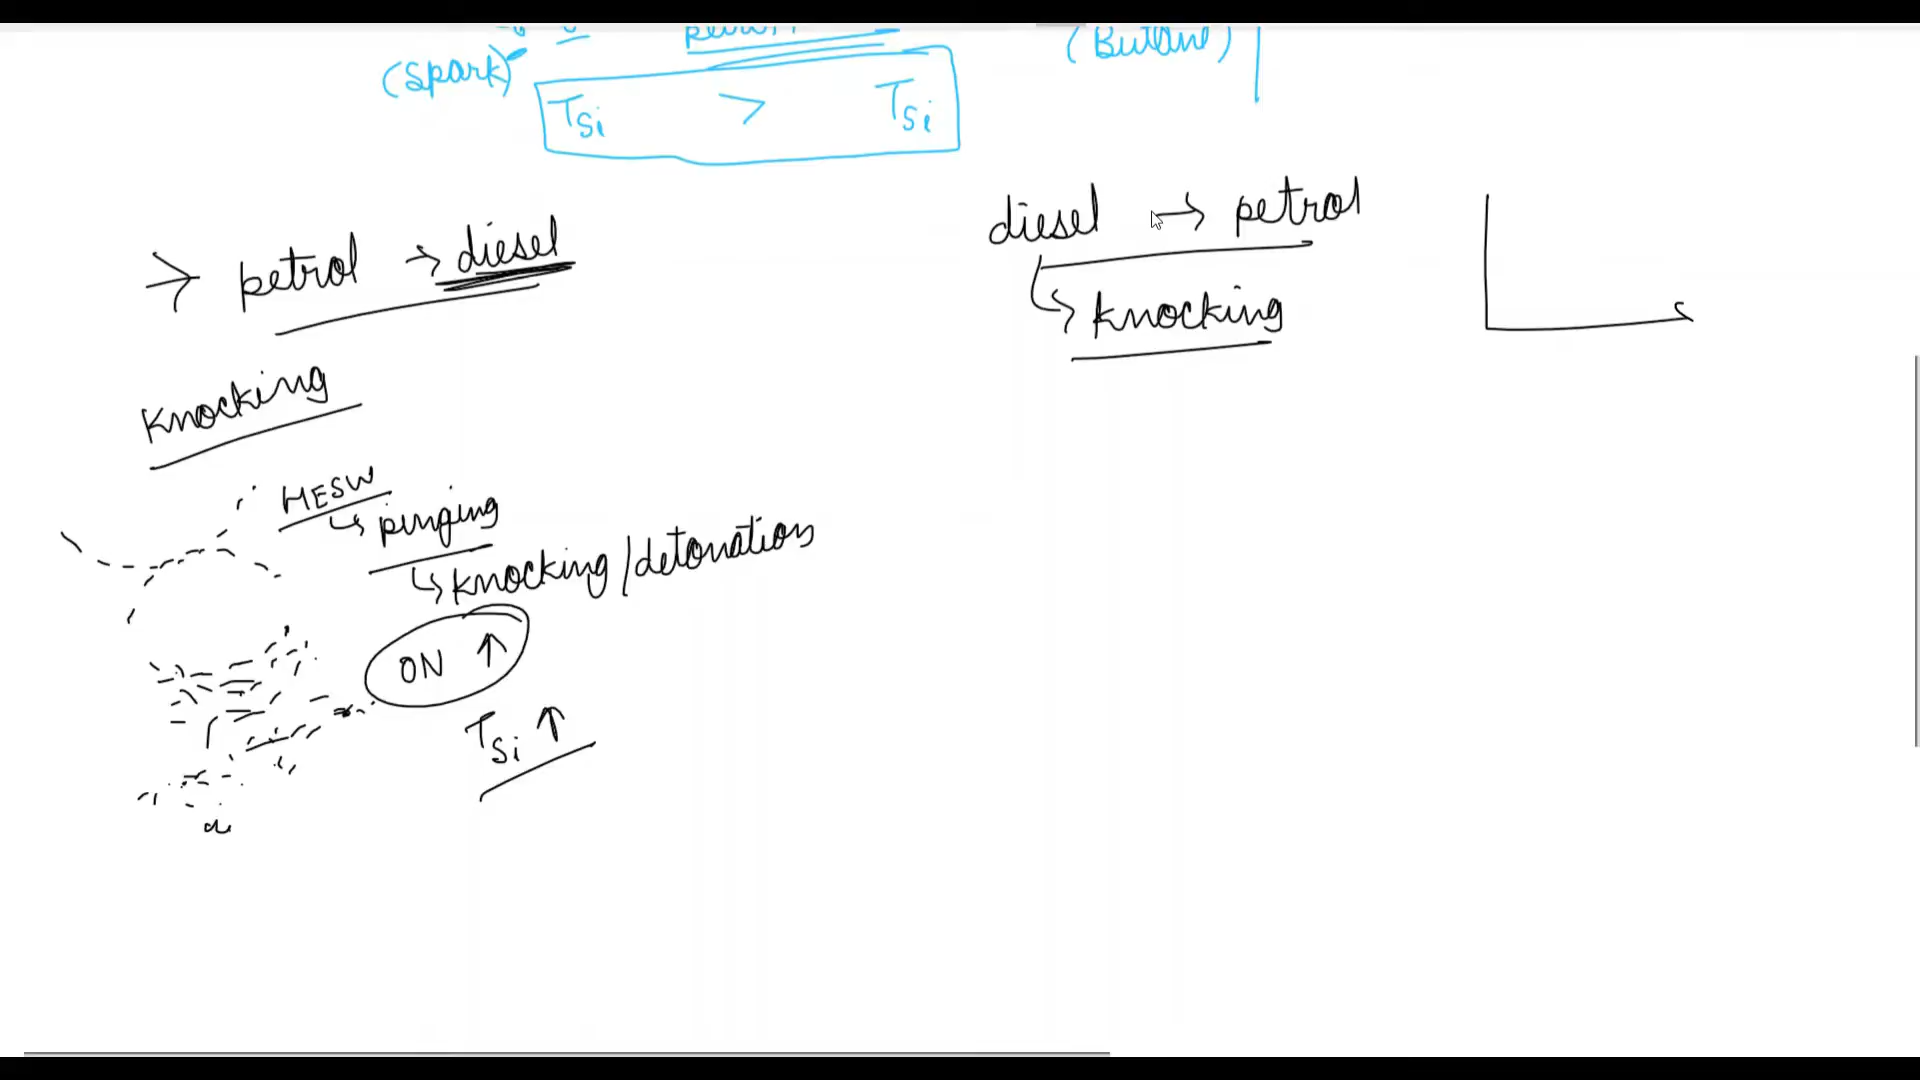 (spark)
(Butane)
Tsi > Tsi
→ petrol → diesel
diesel → petrol
↳ knocking
Knocking
HESW
↳ pinging
↳ knocking/detonation
ON ↑
Tsi ↑